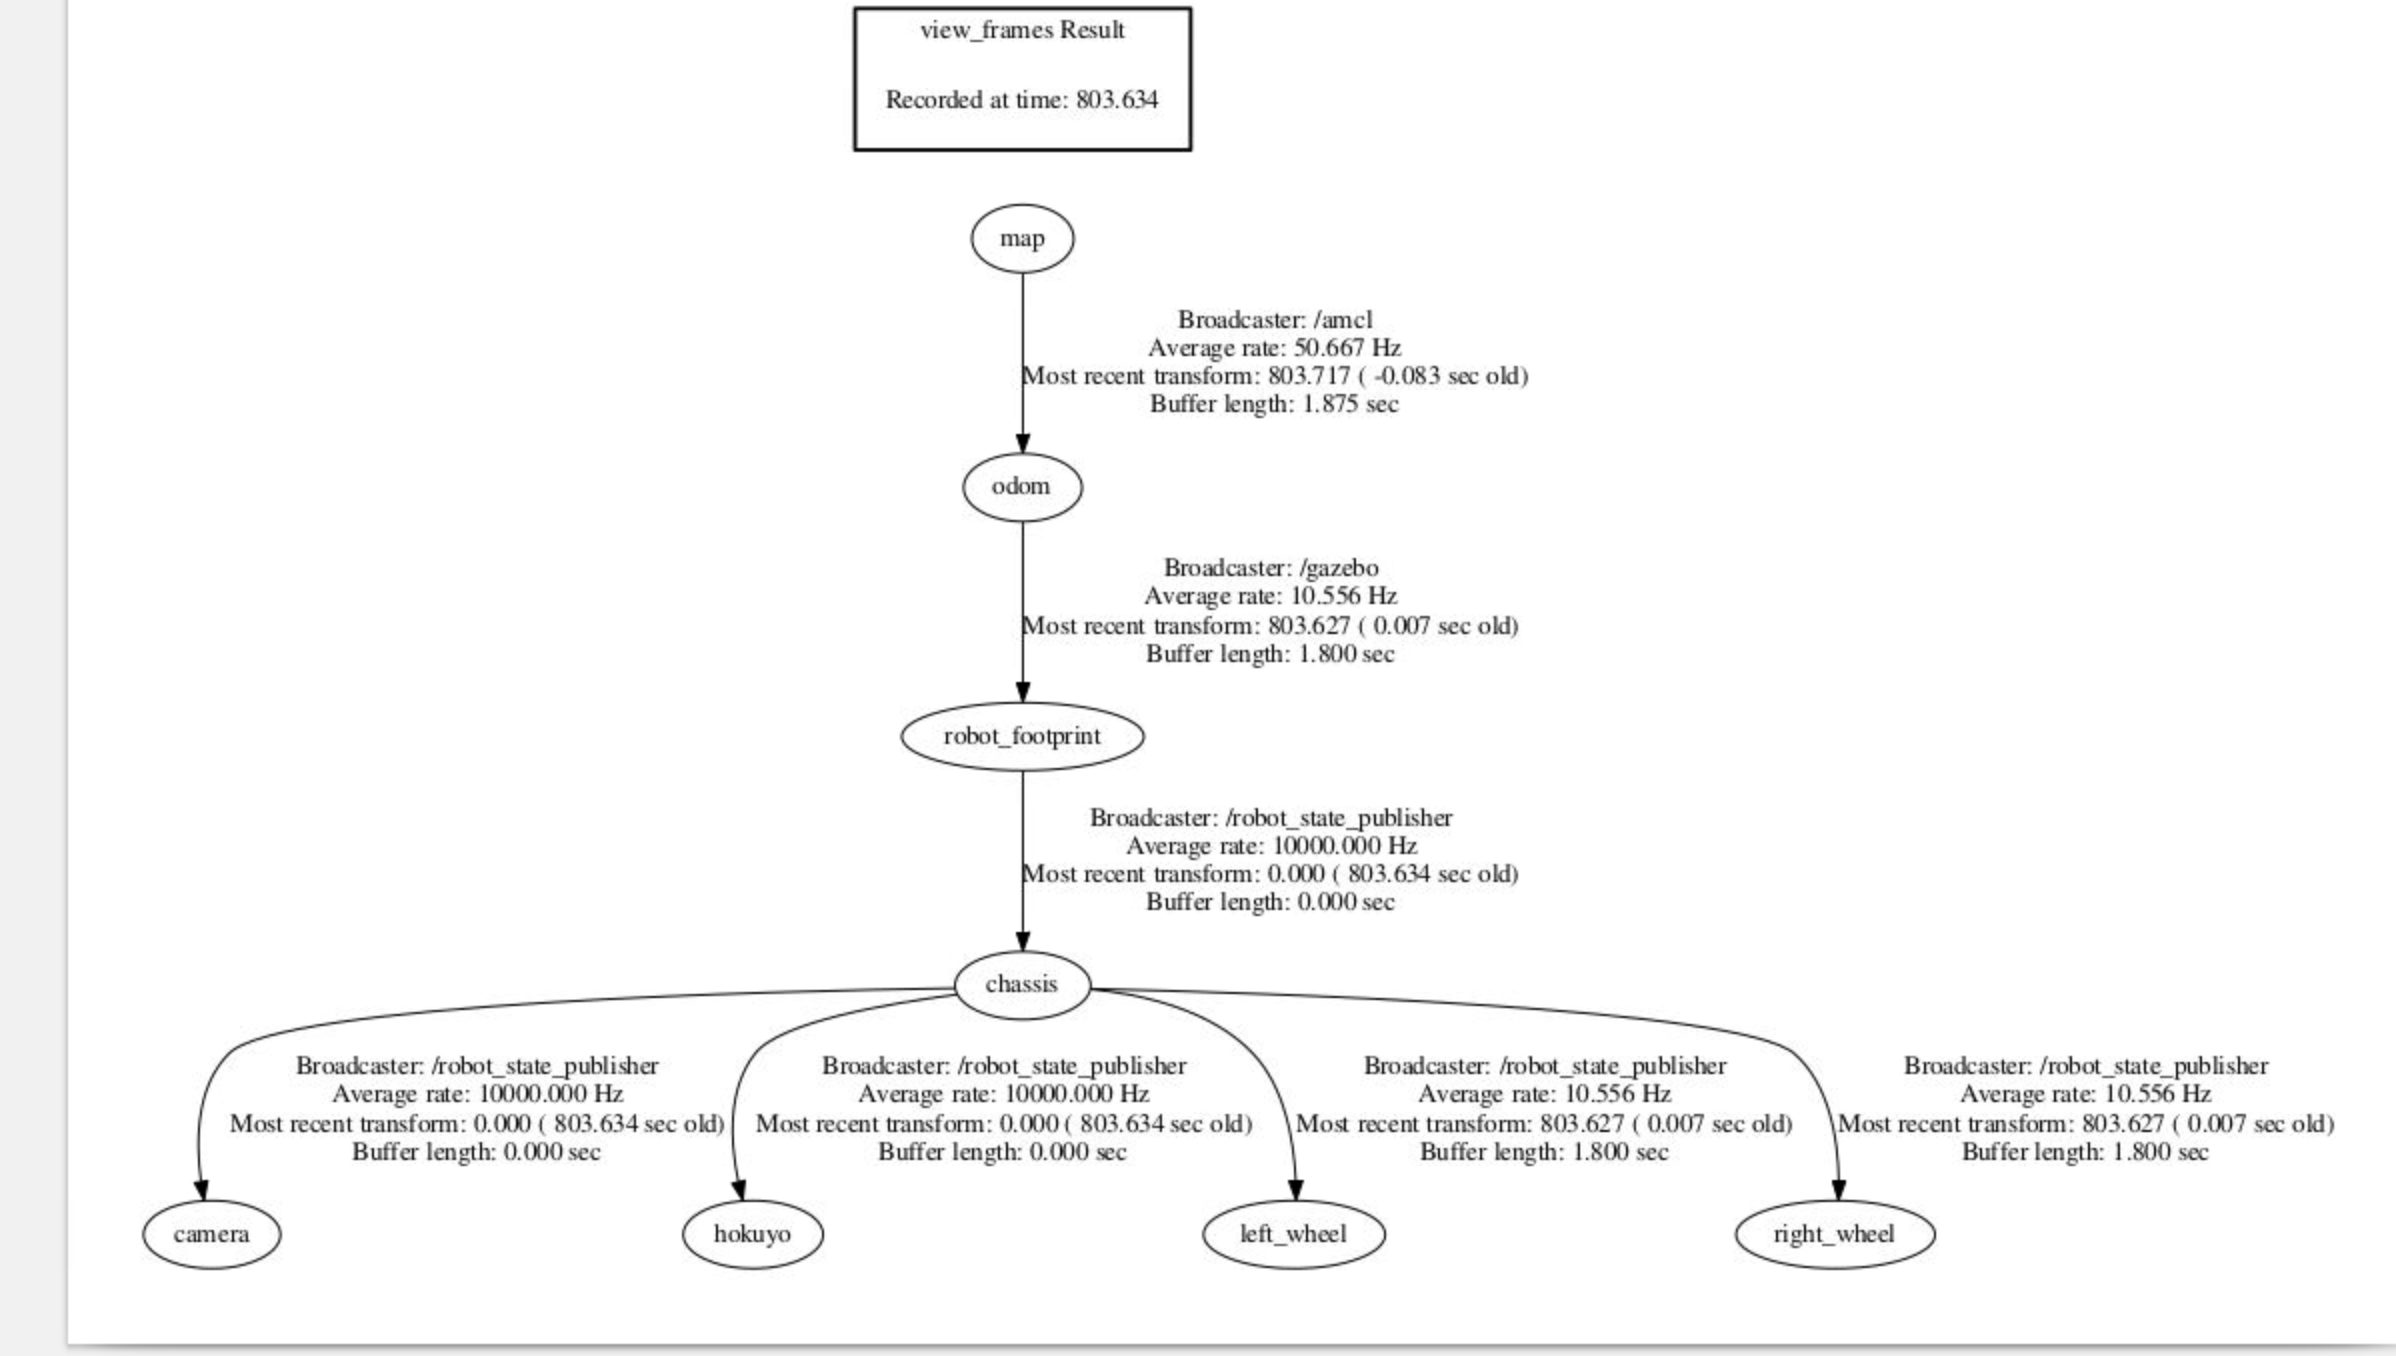 view_frames Result
Recorded at time: 803.634
map
Broadcaster: /amcl
Average rate: 50.667 Hz
Most recent transform: 803.717 ( -0.083 sec old)
Buffer length: 1.875 sec
odom
Broadcaster: /gazebo
Average rate: 10.556 Hz
Most recent transform: 803.627 ( 0.007 sec old)
Buffer length: 1.800 sec
robot_footprint
Broadcaster: /robot_state_publisher
Average rate: 10000.000 Hz
Most recent transform: 0.000 ( 803.634 sec old)
Buffer length: 0.000 sec
chassis
Broadcaster: /robot_state_publisher
Average rate: 10000.000 Hz
Most recent transform: 0.000 ( 803.634 sec old)
Buffer length: 0.000 sec
Broadcaster: /robot_state_publisher
Average rate: 10000.000 Hz
Most recent transform: 0.000 ( 803.634 sec old)
Buffer length: 0.000 sec
Broadcaster: /robot_state_publisher
Average rate: 10.556 Hz
Most recent transform: 803.627 ( 0.007 sec old)
Buffer length: 1.800 sec
Broadcaster: /robot_state_publisher
Average rate: 10.556 Hz
Most recent transform: 803.627 ( 0.007 sec old)
Buffer length: 1.800 sec
camera
hokuyo
left_wheel
right_wheel